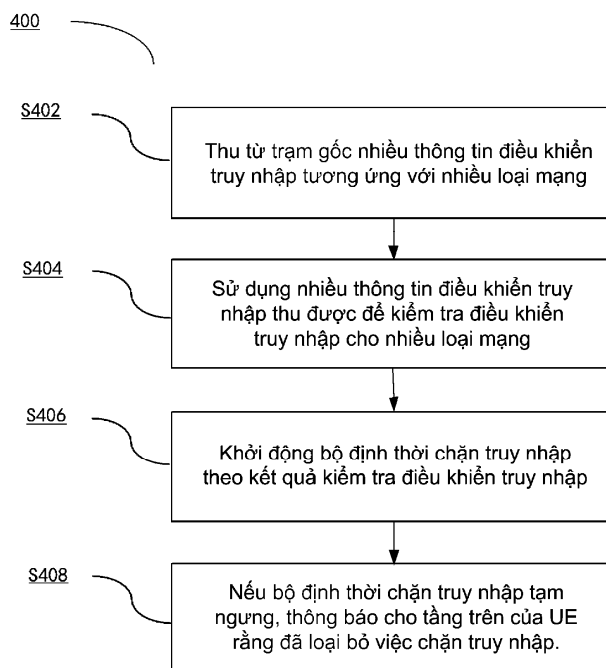 400
S402
Thu từ trạm gốc nhiều thông tin điều khiển
truy nhập tương ứng với nhiều loại mạng
S404
Sử dụng nhiều thông tin điều khiển truy
nhập thu được để kiểm tra điều khiển
truy nhập cho nhiều loại mạng
S406
Khởi động bộ định thời chặn truy nhập
theo kết quả kiểm tra điều khiển truy nhập
S408
Nếu bộ định thời chặn truy nhập tạm
ngưng, thông báo cho tầng trên của UE
rằng đã loại bỏ việc chặn truy nhập.